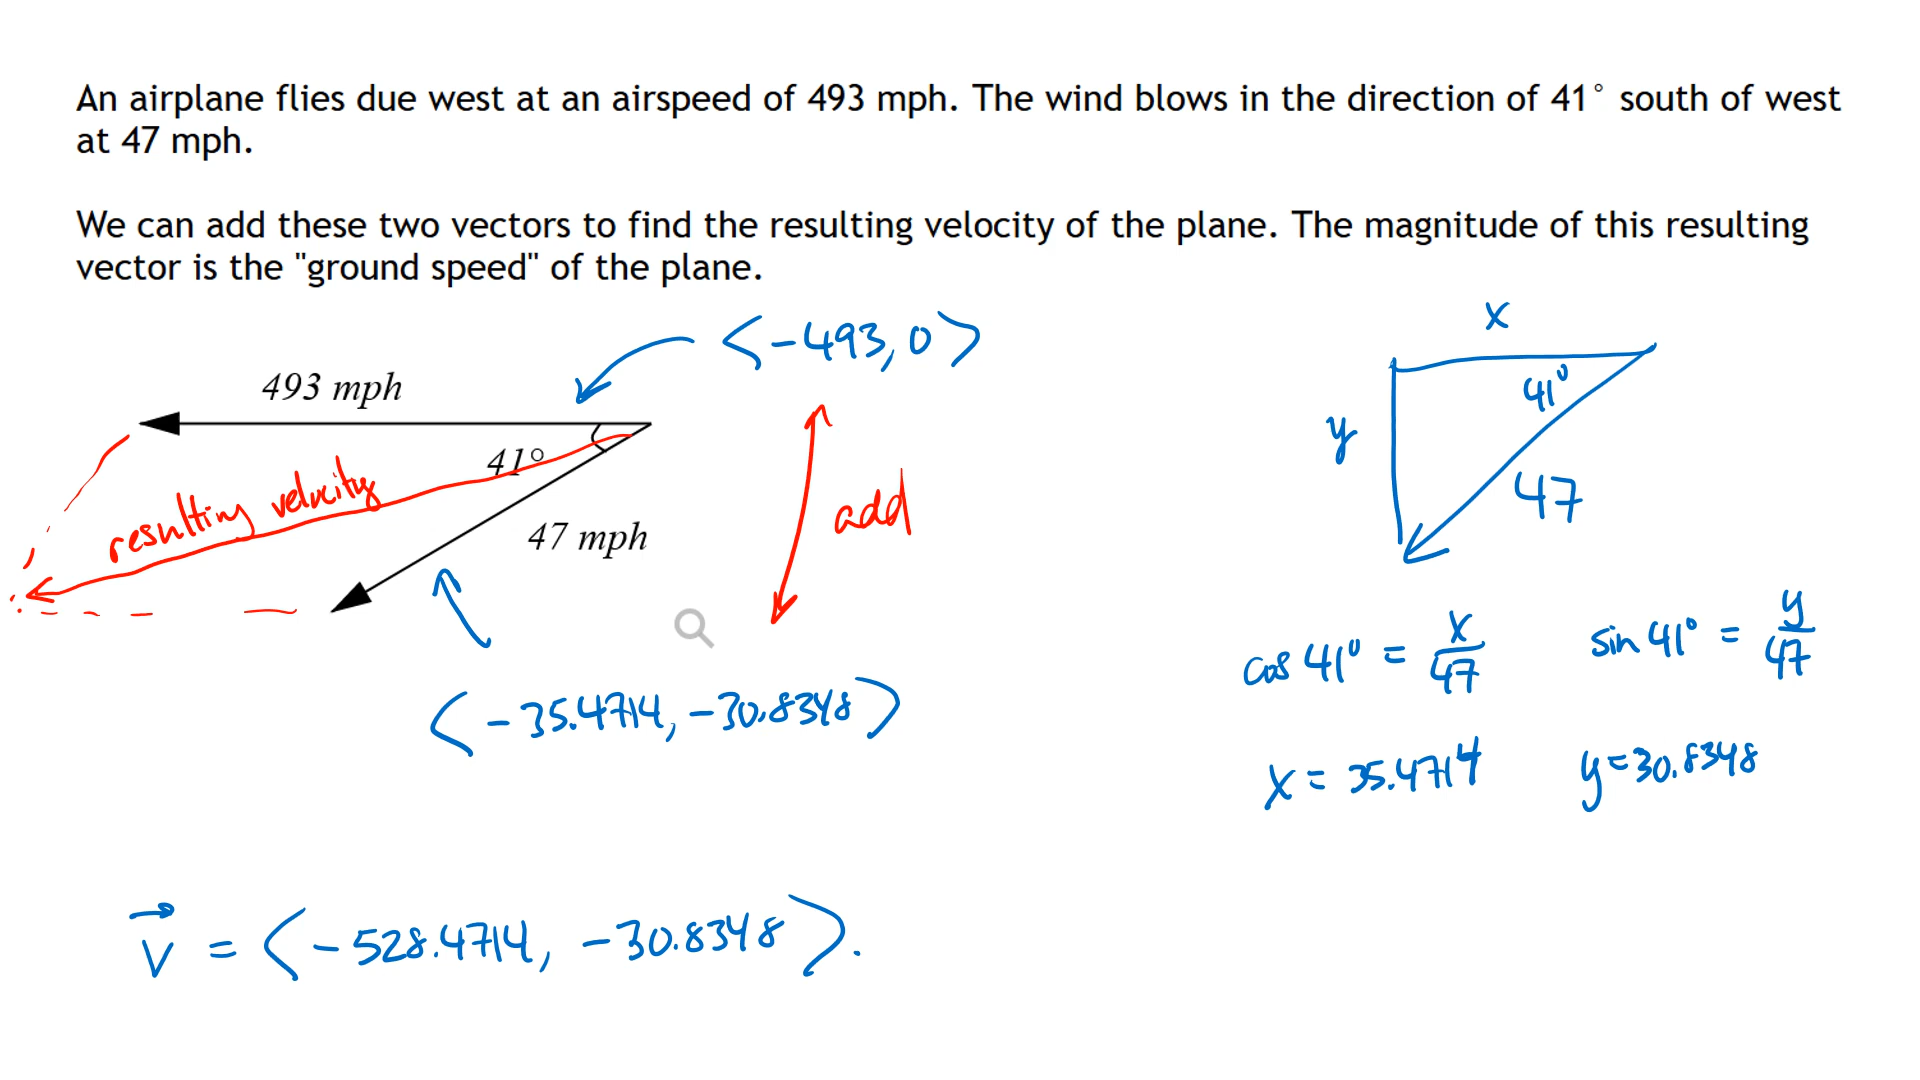 An airplane flies due west at an airspeed of 493 mph. The wind blows in the direction of 41° south of west
at 47 mph.
We can add these two vectors to find the resulting velocity of the plane. The magnitude of this resulting
vector is the "ground speed" of the plane.
⟨-493, 0⟩
493 mph
41°
resulting velocity
47 mph
add
⟨-35.4714, -30.8348⟩
x
41°
y
47
cos 41° = x/47
sin 41° = y/47
x = 35.4714
y = 30.8348
v⃗ = ⟨-528.4714, -30.8348⟩.